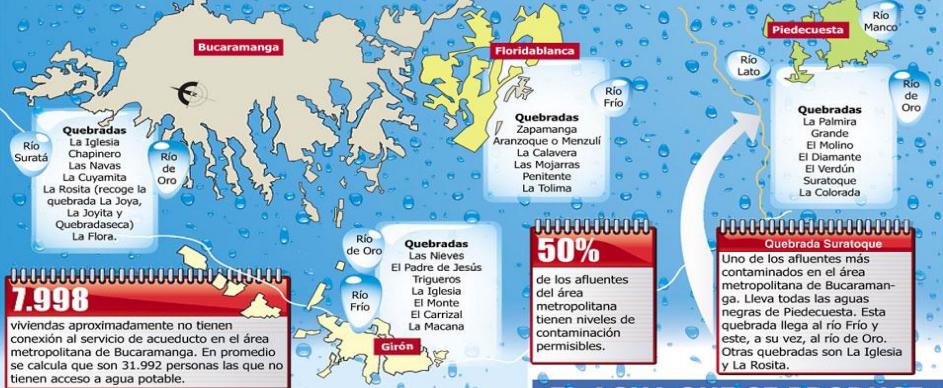 Bucaramanga
Río
Suratá
Quebradas
La Iglesia
Chapinero
Las Navas
La Cuyamita
La Rosita (recoge la
quebrada La Joya,
la Joyita y
Quebradaseca)
La Flora.
Río
de
Oro
Floridablanca
Río
Frío
Quebradas
Zapamanga
Aranzoque o Menzulí
La Calavera
Las Mojarras
Penitente
La Tolima
Piedecuesta
Río
Manco
Río
Lato
Río
de
Oro
Quebradas
La Palmira
Grande
El Molino
El Diamante
El Verdún
Suratoque
La Colorada
Río
de Oro
Río
Frío
Quebradas
Las Nieves
El Padre de Jesús
Trigueros
La Iglesia
El Monte
El Carrizal
La Macana
Girón
7.998
viviendas aproximadamente no tienen
conexión al servicio de acueducto en el área
metropolitana de Bucaramanga. En promedio
se calcula que son 31.992 personas las que no
tienen acceso a agua potable.
50%
de los afluentes
del área
metropolitana
tienen niveles de
contaminación
permisibles.
Quebrada Suratoque
Uno de los afluentes más
contaminados en el área
metropolitana de Bucaraman-
ga. Lleva todas las aguas
negras de Piedecuesta. Esta
quebrada llega al río Frío y
este, a su vez, al río de Oro.
Otras quebradas son La Iglesia
y La Rosita.